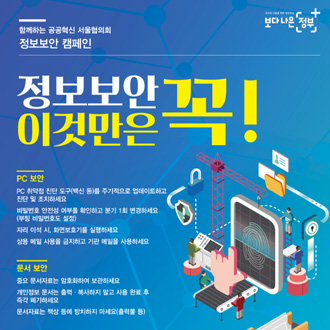 함께하는 공공혁신 서울협의회
정보보안 캠페인
보다나은 정부
정보보안
이것만은 꼭!
PC 보안
PC 취약점 진단 도구(백신 등)를 주기적으로 업데이트하고
진단 및 조치하세요
비밀번호 안전성 여부를 확인하고 분기 1회 변경하세요
(부팅 비밀번호도 설정)
자리 이석 시, 화면보호기를 실행하세요
상용 메일 사용을 금지하고 기관 메일을 사용하세요
문서 보안
중요 문서자료는 암호화하여 보관하세요
개인정보 문서는 출력·복사하지 말고 사용 완료 후
즉각 폐기하세요
문서자료는 책상 등에 방치하지 마세요(출력물 등)